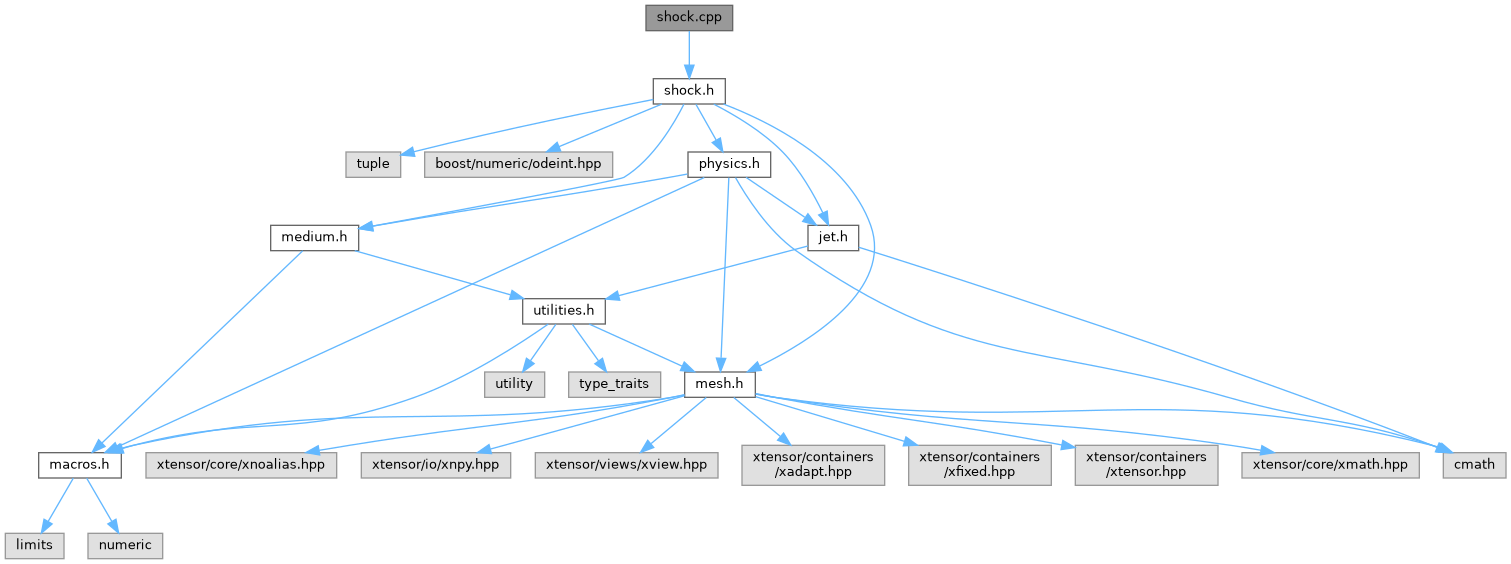 shock.cpp
shock.h
tuple
boost/numeric/odeint.hpp
physics.h
medium.h
jet.h
utilities.h
utility
type_traits
mesh.h
macros.h
xtensor/core/xnoalias.hpp
xtensor/io/xnpy.hpp
xtensor/views/xview.hpp
xtensor/containers
/xadapt.hpp
xtensor/containers
/xfixed.hpp
xtensor/containers
/xtensor.hpp
xtensor/core/xmath.hpp
cmath
limits
numeric